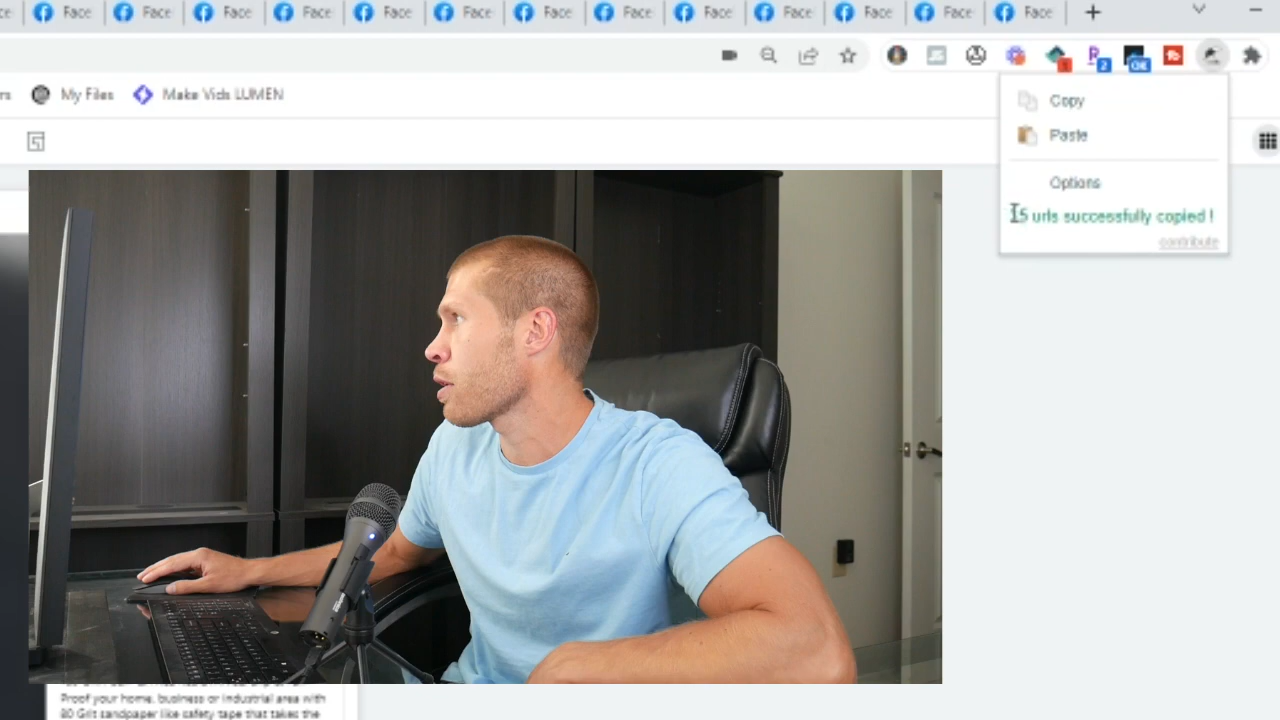 Face Face Face Face Face Face Face Face Face Face Face Face Face
My Files Make Vids LUMEN
Copy
Paste
Options
5 urls successfully copied !
contribute
Proof your home, business or industrial area with
80 Grit sandpaper like safety tape that takes the